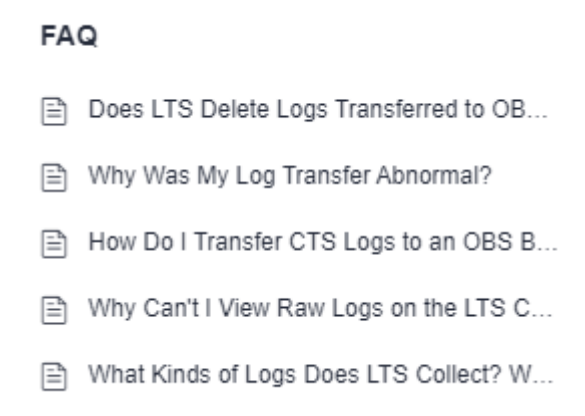 FAQ
Does LTS Delete Logs Transferred to OB...
Why Was My Log Transfer Abnormal?
How Do I Transfer CTS Logs to an OBS B...
Why Can't I View Raw Logs on the LTS C...
What Kinds of Logs Does LTS Collect? W...